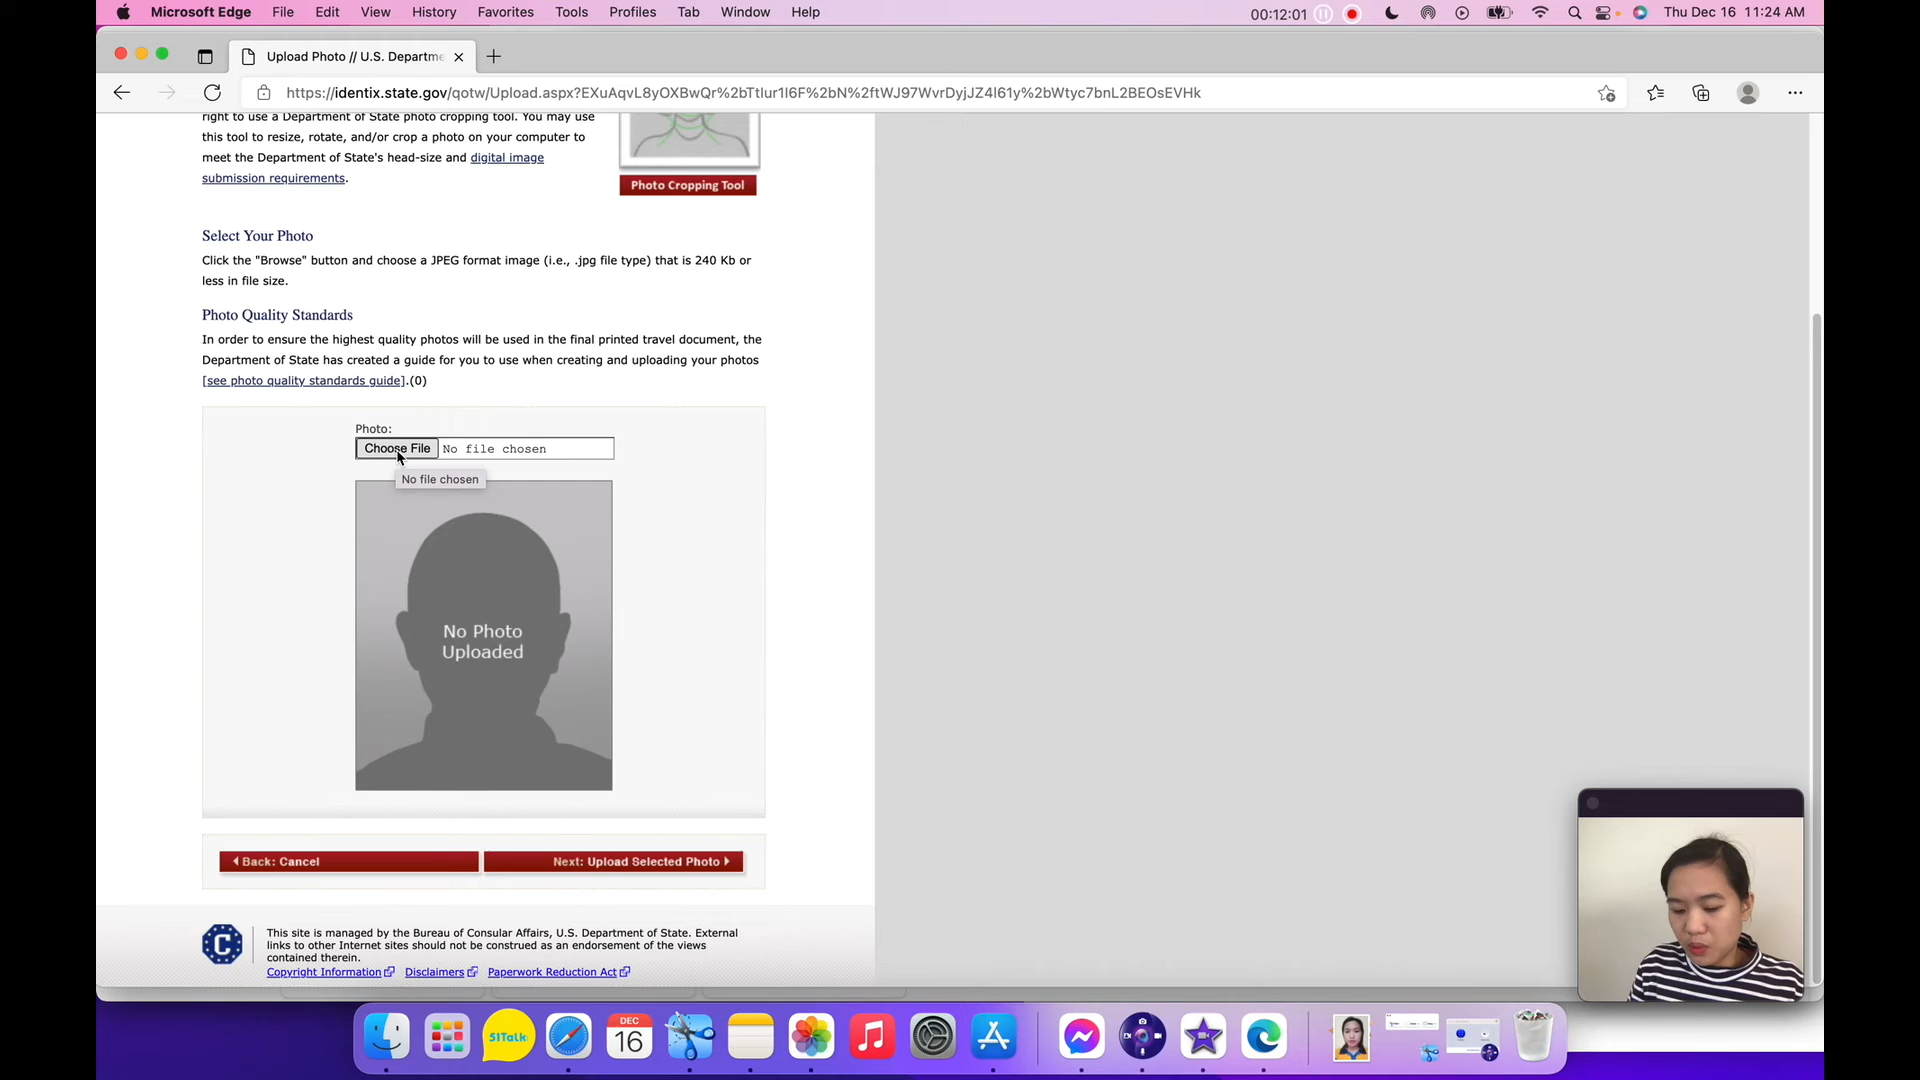 Microsoft Edge File Edit View History Favorites Tools Profiles Tab Window Help 00:12:01 Thu Dec 16 11:24 AM
Upload Photo // U.S. Departme
https://identix.state.gov/qotw/Upload.aspx?EXuAqvL8yOXBwQr%2bTtlur1I6F%2bN%2ftWJ97WvrDyjJZ4I61y%2bWtyc7bnL2BEOsEVHk
right to use a Department of State photo cropping tool. You may use
this tool to resize, rotate, and/or crop a photo on your computer to
meet the Department of State's head-size and digital image
submission requirements.
Photo Cropping Tool
Select Your Photo
Click the "Browse" button and choose a JPEG format image (i.e., .jpg file type) that is 240 Kb or
less in file size.
Photo Quality Standards
In order to ensure the highest quality photos will be used in the final printed travel document, the
Department of State has created a guide for you to use when creating and uploading your photos
[see photo quality standards guide].(0)
Photo:
Choose File No file chosen
No file chosen
No Photo
Uploaded
Back: Cancel Next: Upload Selected Photo
This site is managed by the Bureau of Consular Affairs, U.S. Department of State. External
links to other Internet sites should not be construed as an endorsement of the views
contained therein.
Copyright Information Disclaimers Paperwork Reduction Act
C
51Talk
DEC
16